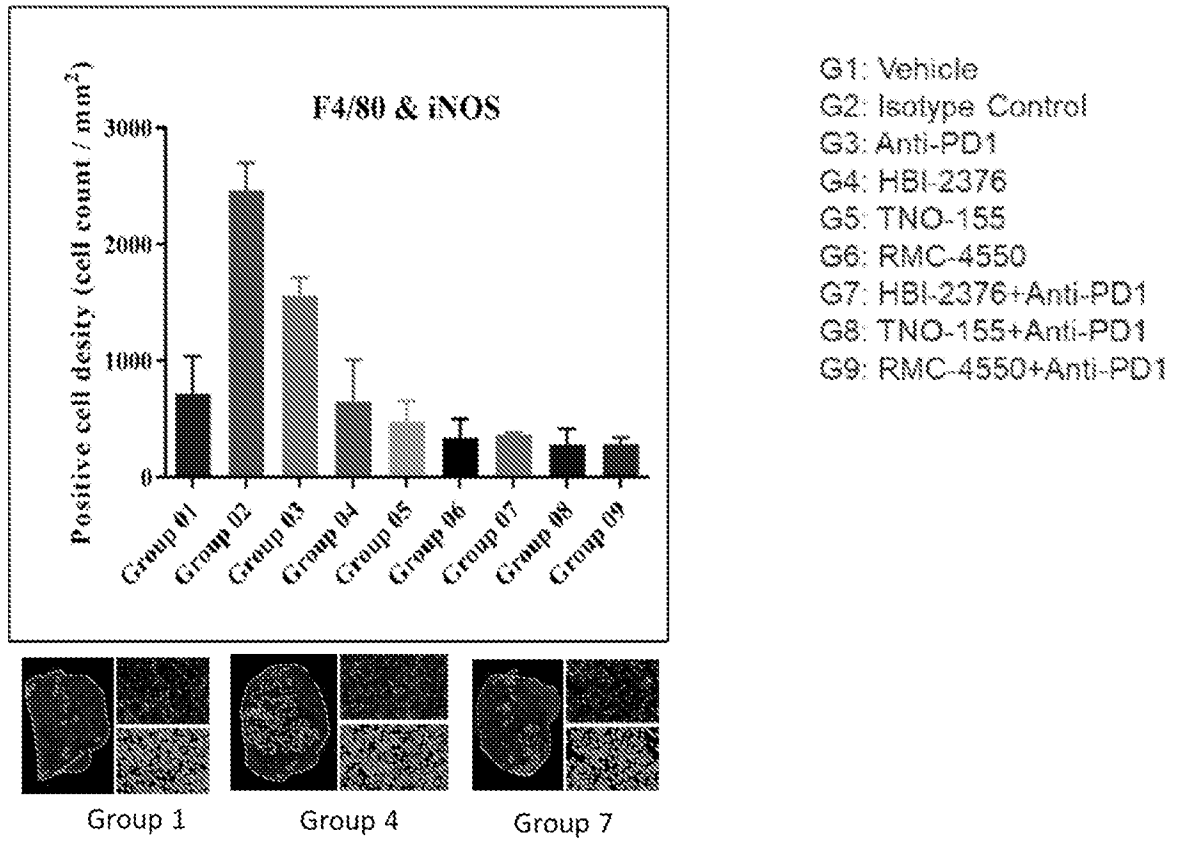 F4/80 & iNOS
Positive cell desity (cell count / mm²)
3000
2000
1000
0
Group 01
Group 02
Group 03
Group 04
Group 05
Group 06
Group 07
Group 08
Group 09
G1: Vehicle
G2: Isotype Control
G3: Anti-PD1
G4: HBI-2376
G5: TNO-155
G6: RMC-4550
G7: HBI-2376+Anti-PD1
G8: TNO-155+Anti-PD1
G9: RMC-4550+Anti-PD1
Group 1
Group 4
Group 7